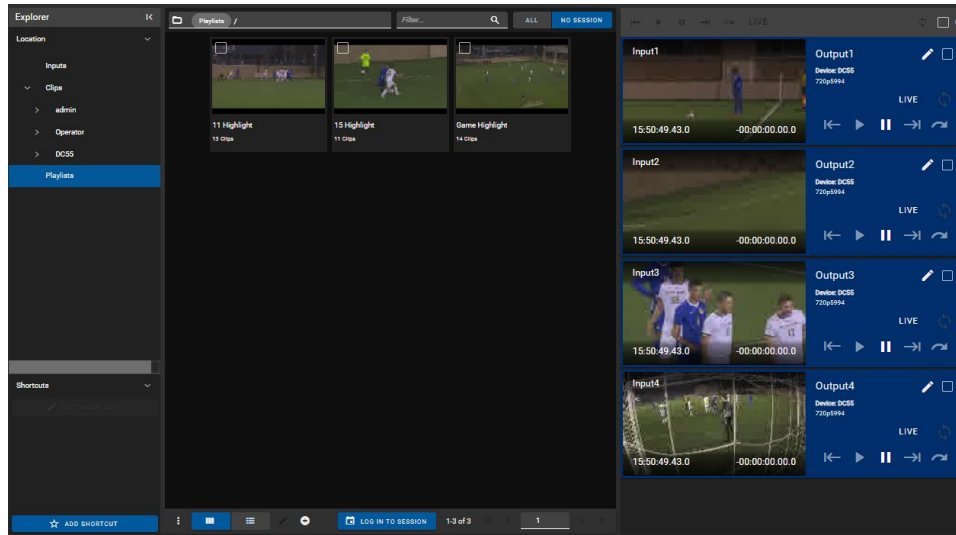 Explorer
Location
Inputs
Clips
admin
Operator
DC55
Playlists
Shortcuts
EDIT SHORTCUTS
ADD SHORTCUT
Playlists /
Filter...
ALL
NO SESSION
11 Highlight
13 Clips
15 Highlight
11 Clips
Game Highlight
14 Clips
LOG IN TO SESSION
1-3 of 3
1
LIVE
Input1
15:50:49.43.0 -00:00:00.00.0
Output1
Device: DC55
720p5994
LIVE
Input2
15:50:49.43.0 -00:00:00.00.0
Output2
Device: DC55
720p5994
LIVE
Input3
15:50:49.43.0 -00:00:00.00.0
Output3
Device: DC55
720p5994
LIVE
Input4
15:50:49.43.0 -00:00:00.00.0
Output4
Device: DC55
720p5994
LIVE